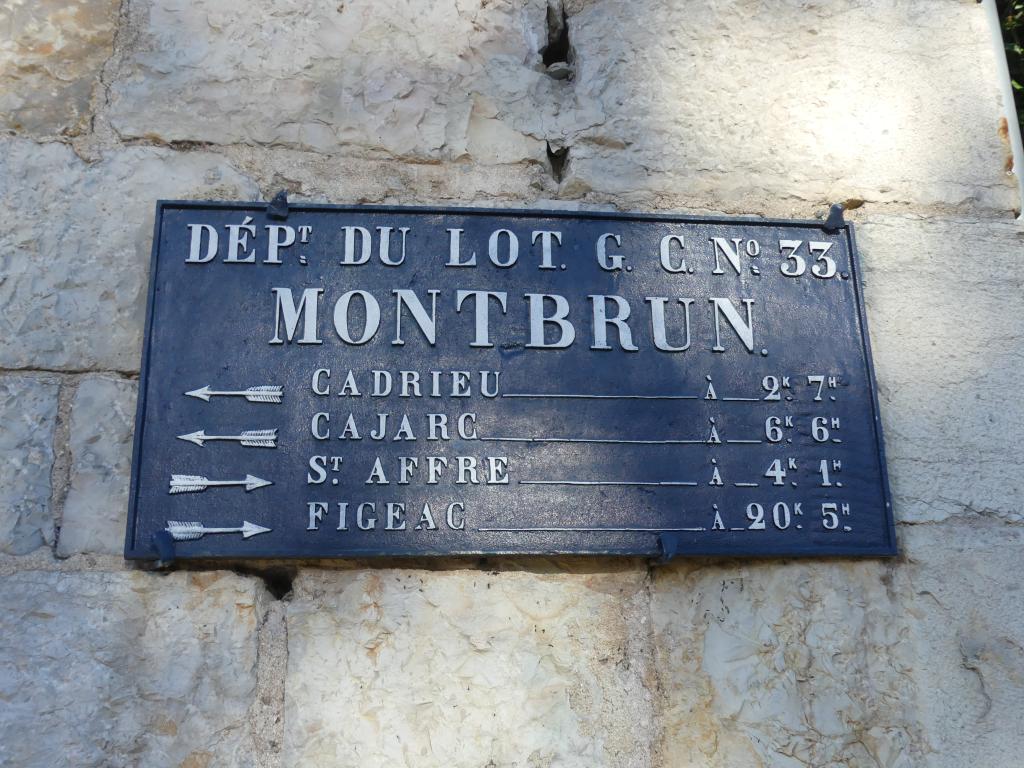 DÉPT. DU LOT. G. C. No. 33.
MONTBRUN.
CADRIEU À 2K. 7H.
CAJARC À 6K. 6H.
ST. AFFRE À 4K. 1H.
FIGEAC À 20K. 5H.